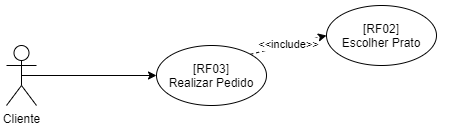 [RF02]
Escolher Prato
<<include>>
[RF03]
Realizar Pedido
Cliente